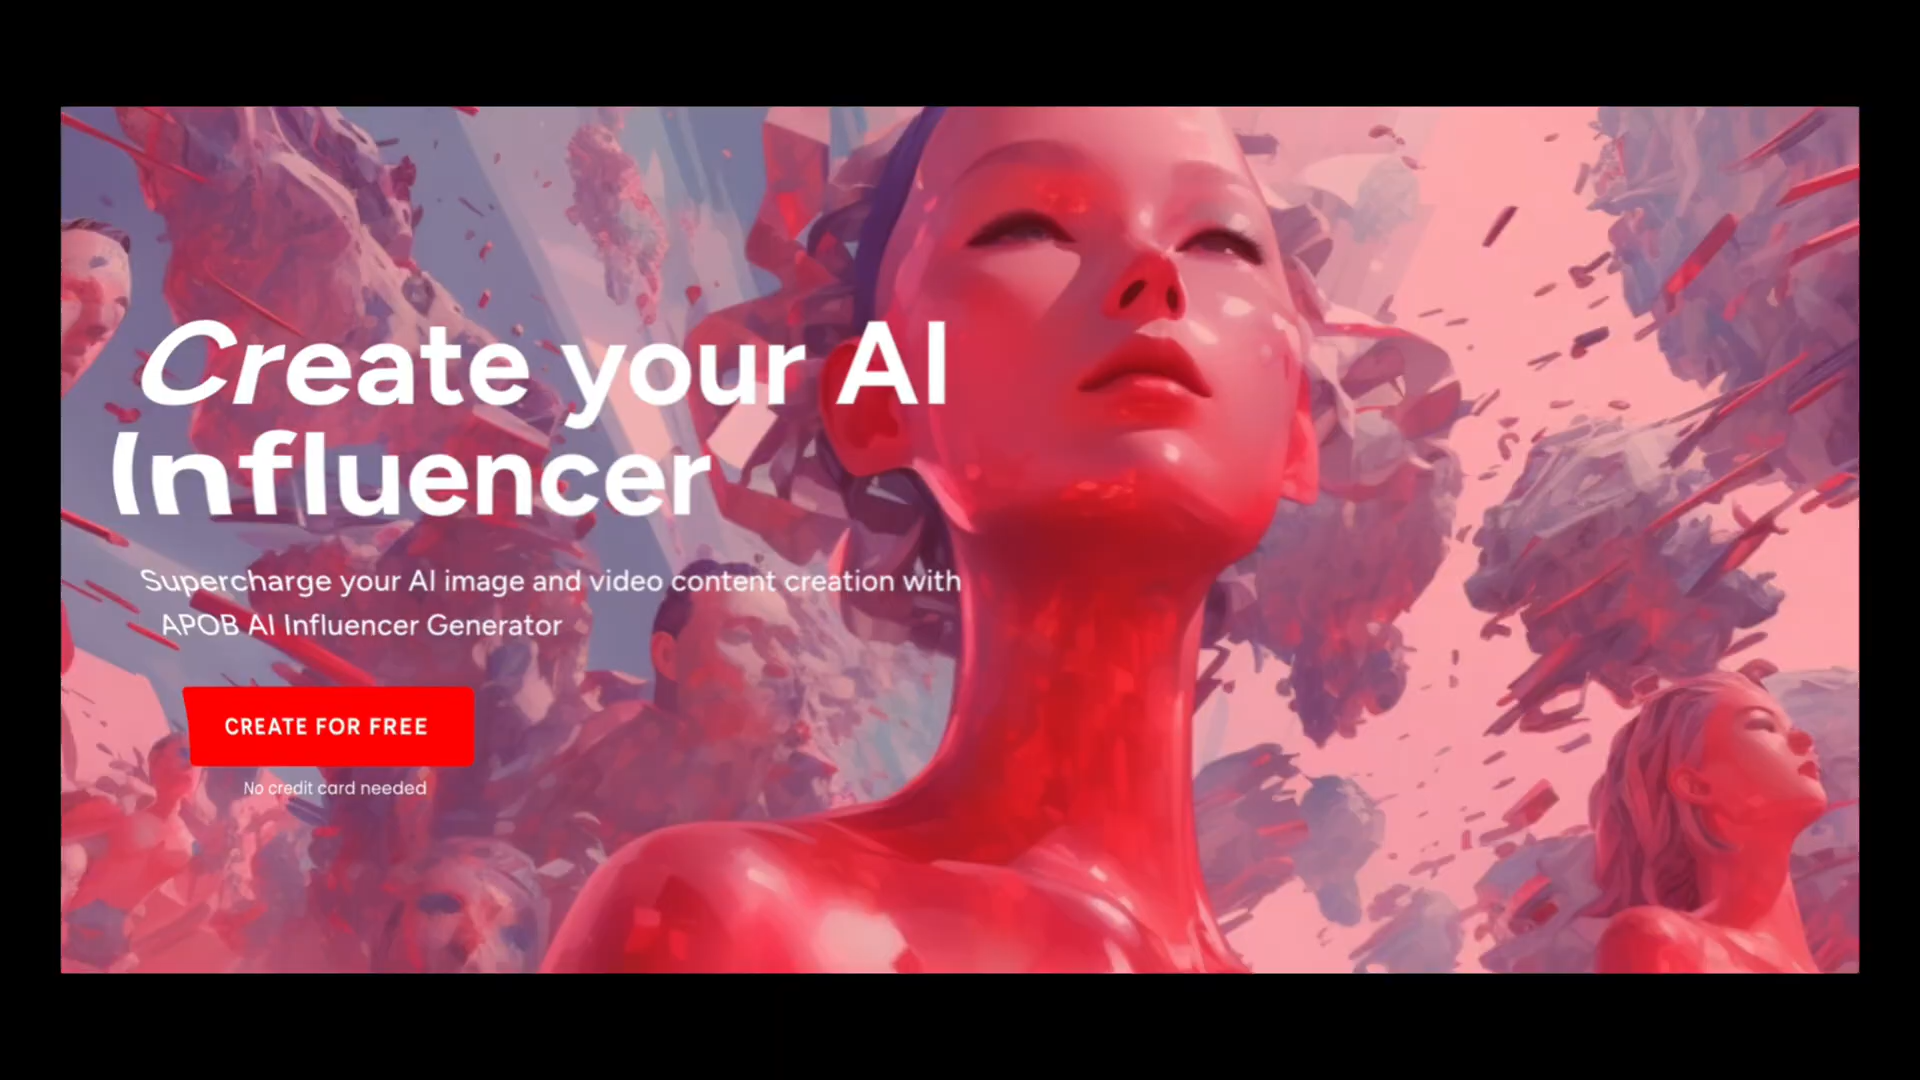 Create your AI
Influencer
Supercharge your AI image and video content creation with
APOB AI Influencer Generator
CREATE FOR FREE
No credit card needed